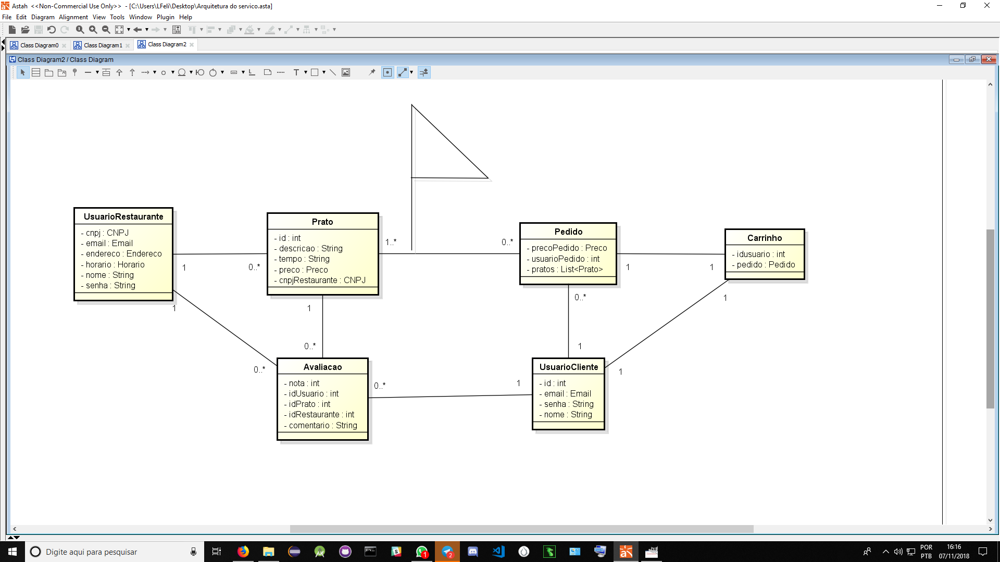 Astah <<Non-Commercial Use Only>> - [C:\Users\LFeli\Desktop\Arquitetura do servico.asta]
File Edit Diagram Alignment View Tools Window Plugin Help
Class Diagram0
Class Diagram1
Class Diagram2
Class Diagram2 / Class Diagram
T
UsuarioRestaurante
- cnpj : CNPJ
- email : Email
- endereco : Endereco
- horario : Horario
- nome : String
- senha : String
1
0..*
1
0..*
Prato
- id : int
- descricao : String
- tempo : String
- preco : Preco
- cnpjRestaurante : CNPJ
1..*
0..*
1
0..*
Pedido
- precoPedido : Preco
- usuarioPedido : int
- pratos : List<Prato>
1
1
0..*
1
Carrinho
- idusuario : int
- pedido : Pedido
1
1
Avaliacao
- nota : int
- idUsuario : int
- idPrato : int
- idRestaurante : int
- comentario : String
0..*
1
UsuarioCliente
- id : int
- email : Email
- senha : String
- nome : String
Digite aqui para pesquisar
1
2
POR
PTB
16:16
07/11/2018